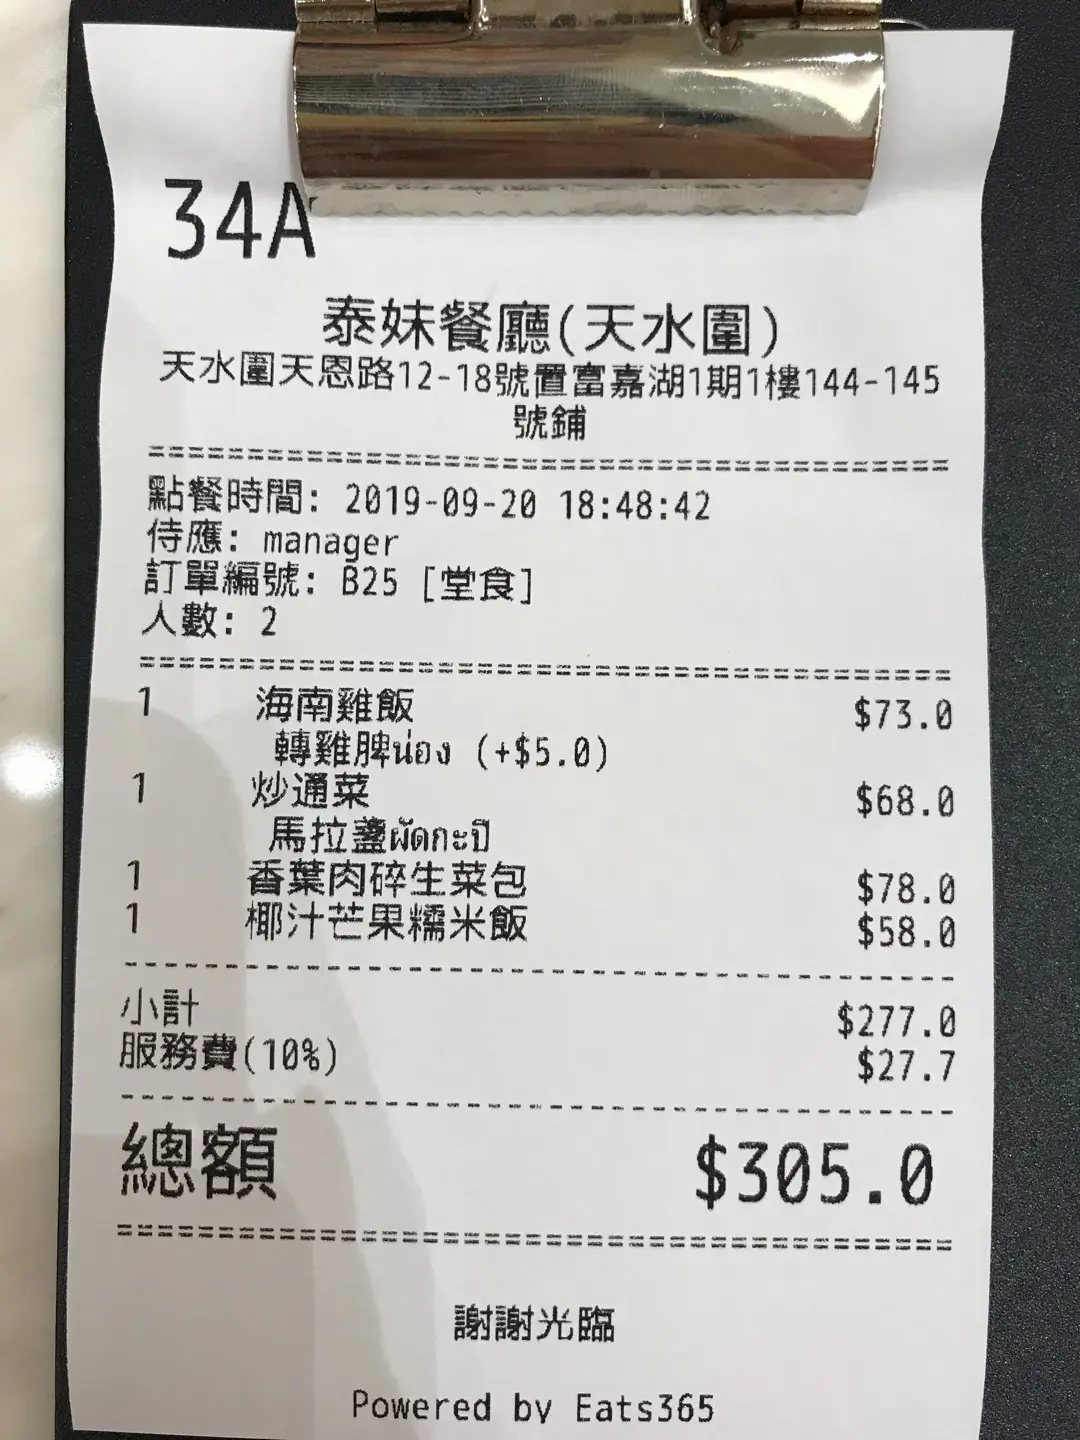 34A
泰妹餐廳(天水圍)
天水圍天恩路12-18號置富嘉湖1期1樓144-145
號鋪
點餐時間: 2019-09-20 18:48:42
侍應: manager
訂單編號: B25 [堂食]
人數: 2
1 海南雞飯 $73.0
轉雞脾น่อง (+$5.0)
1 炒通菜 $68.0
馬拉盞ผัดกะปิ
1 香葉肉碎生菜包 $78.0
1 椰汁芒果糯米飯 $58.0
小計 $277.0
服務費(10%) $27.7
總額 $305.0
謝謝光臨
Powered by Eats365